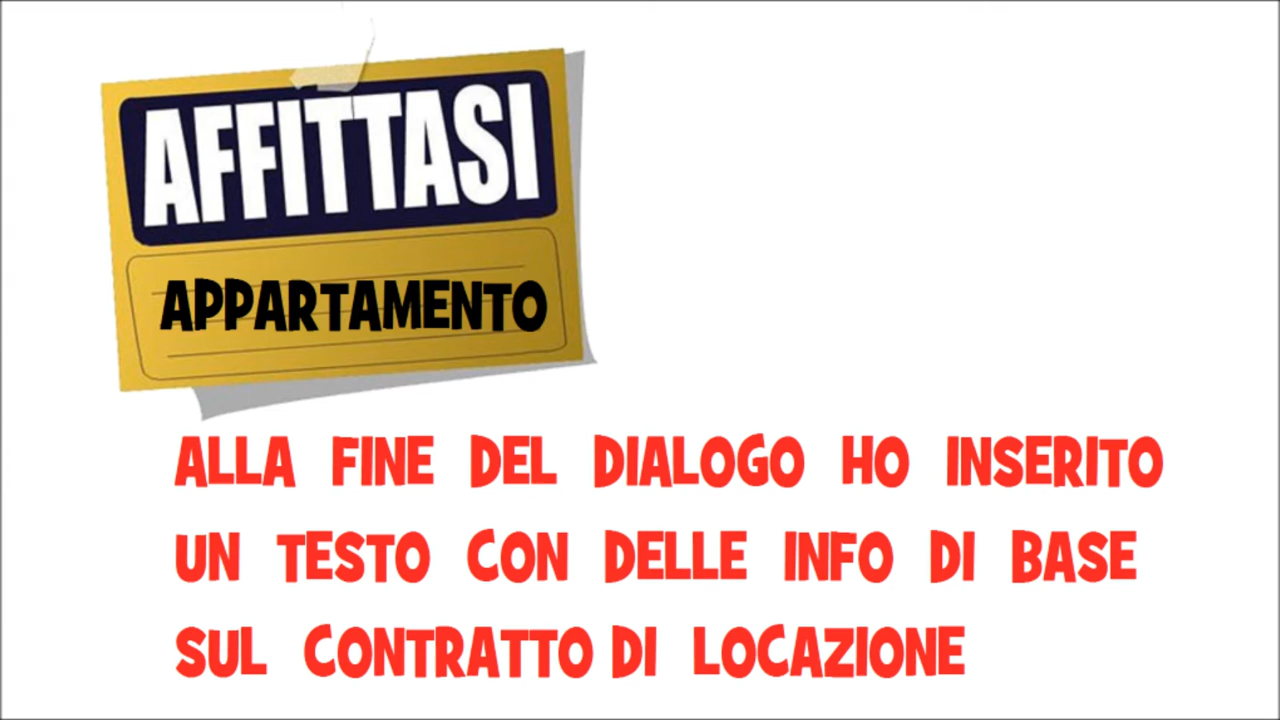 AFFITTASI
APPARTAMENTO
ALLA FINE DEL DIALOGO HO INSERITO
UN TESTO CON DELLE INFO DI BASE
SUL CONTRATTO DI LOCAZIONE